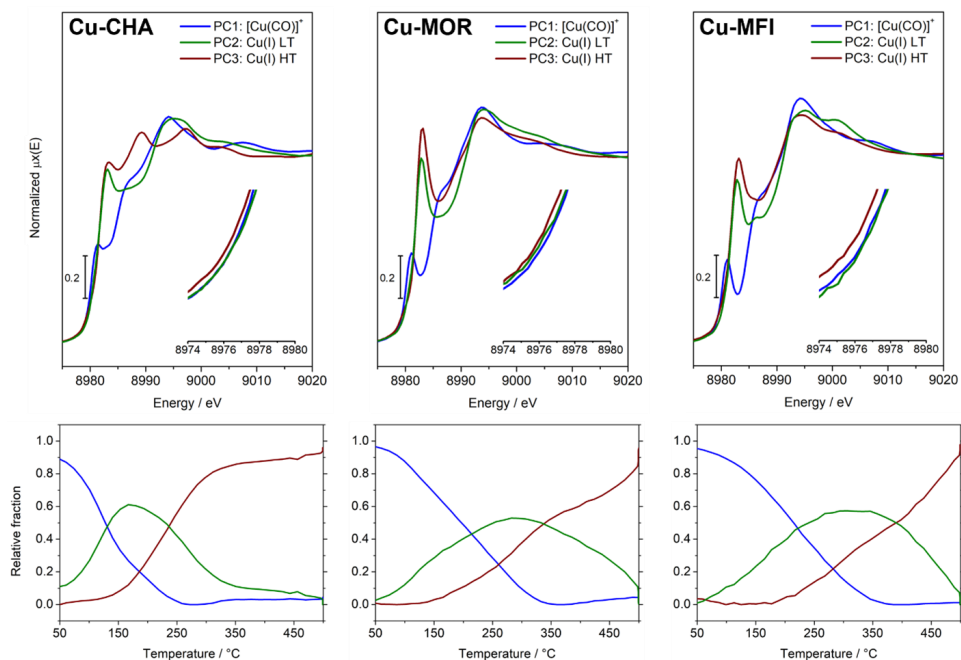 Cu-CHA
PC1: [Cu(CO)]⁺
PC2: Cu(I) LT
PC3: Cu(I) HT
Normalized μx(E)
0.2
8974 8976 8978 8980
8980 8990 9000 9010 9020
Energy / eV
Cu-MOR
PC1: [Cu(CO)]⁺
PC2: Cu(I) LT
PC3: Cu(I) HT
0.2
8974 8976 8978 8980
8980 8990 9000 9010 9020
Energy / eV
Cu-MFI
PC1: [Cu(CO)]⁺
PC2: Cu(I) LT
PC3: Cu(I) HT
0.2
8974 8976 8978 8980
8980 8990 9000 9010 9020
Energy / eV
Relative fraction
1.0
0.8
0.6
0.4
0.2
0.0
50 150 250 350 450
Temperature / °C
1.0
0.8
0.6
0.4
0.2
0.0
50 150 250 350 450
Temperature / °C
1.0
0.8
0.6
0.4
0.2
0.0
50 150 250 350 450
Temperature / °C